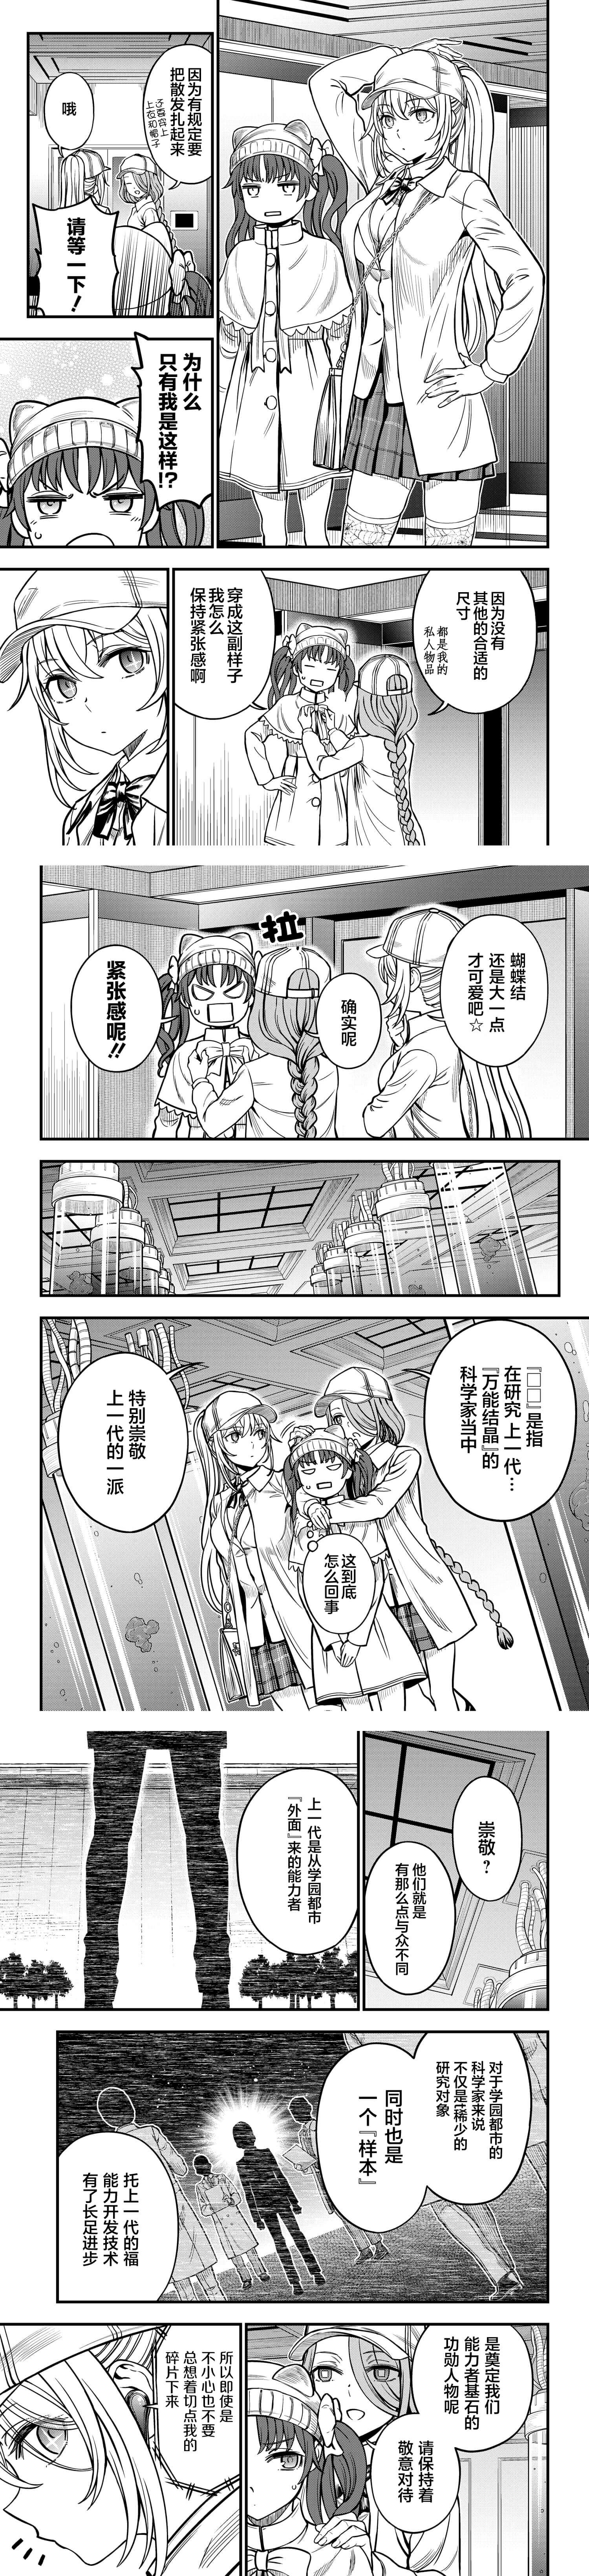 因为有规定要
把散发扎起来
还要穿上
上衣和帽子
哦
请等一下！
为什么
只有我是这样！？
因为没有
其他的合适的
尺寸
都是我的
私人物品
穿成这副样子
我怎么
保持紧张感啊
蝴蝶结
还是大一点
才可爱吧☆
确实呢
拉
紧张感呢！！
『□□』是指
在研究上一代…
『万能结晶』的
科学家当中
特别崇敬
上一代的一派
这到底
怎么回事
崇敬？
他们就是
有那么点与众不同
上一代是从学园都市
『外面』来的能力者
对于学园都市的
科学家来说
不仅是稀少的
研究对象
同时也是
一个『样本』
托上一代的福
能力开发技术
有了长足进步
是奠定我们
能力者基石的
功勋人物呢
请保持着
敬意对待
所以即使是
不小心也不要
总想着切点我的
碎片下来